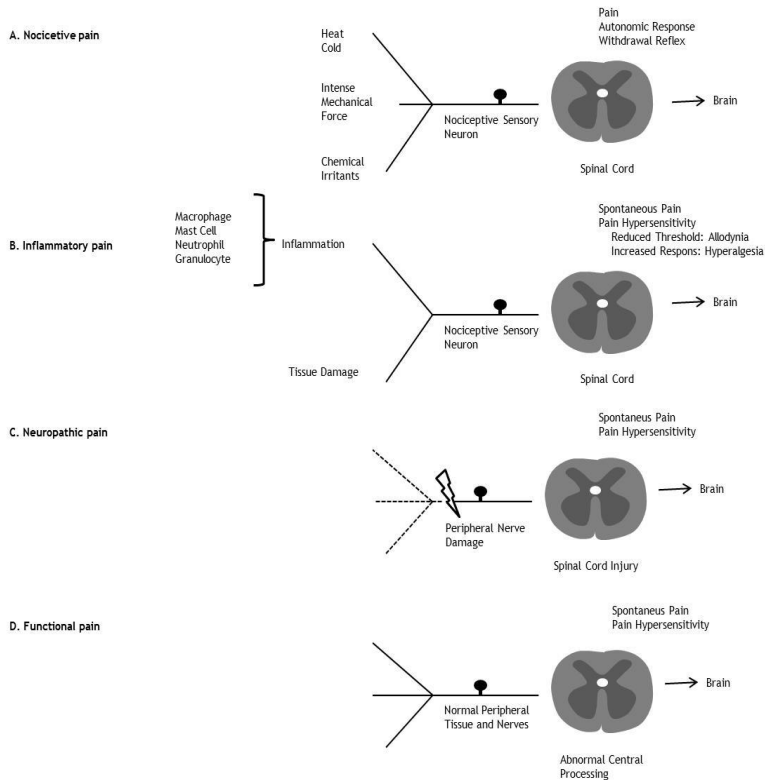 A. Nocicetive pain
Heat
Cold
Intense
Mechanical
Force
Chemical
Irritants
Nociceptive Sensory
Neuron
Pain
Autonomic Response
Withdrawal Reflex
Spinal Cord
Brain
B. Inflammatory pain
Macrophage
Mast Cell
Neutrophil
Granulocyte
Inflammation
Tissue Damage
Nociceptive Sensory
Neuron
Spontaneous Pain
Pain Hypersensitivity
Reduced Threshold: Allodynia
Increased Respons: Hyperalgesia
Spinal Cord
Brain
C. Neuropathic pain
Peripheral Nerve
Damage
Spontaneus Pain
Pain Hypersensitivity
Spinal Cord Injury
Brain
D. Functional pain
Normal Peripheral
Tissue and Nerves
Spontaneus Pain
Pain Hypersensitivity
Abnormal Central
Processing
Brain